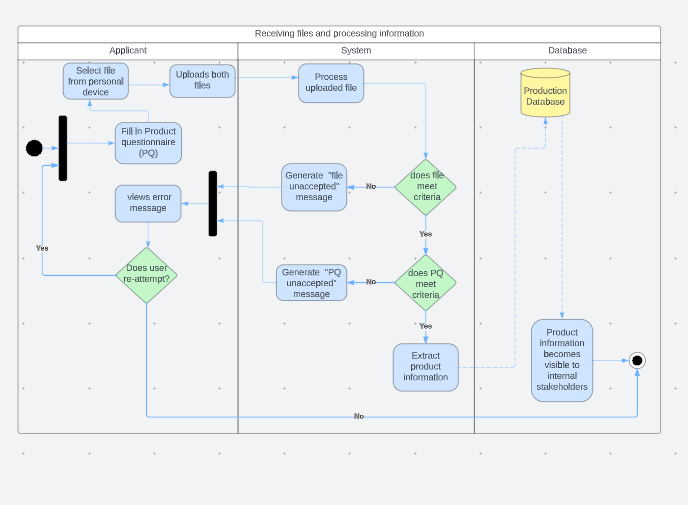 Receiving files and processing information
Applicant
System
Database
Select file
from personal
device
Uploads both
files
Process
uploaded file
Production
Database
Fill in Product
questionnaire
(PQ)
Generate "file
unaccepted"
message
No
does file
meet
criteria
views error
message
Yes
Yes
Does user
re-attempt?
Generate "PQ
unaccepted"
message
No
does PQ
meet
criteria
Yes
Extract
product
information
Product
Information
becomes
visible to
internal
stakeholders
No